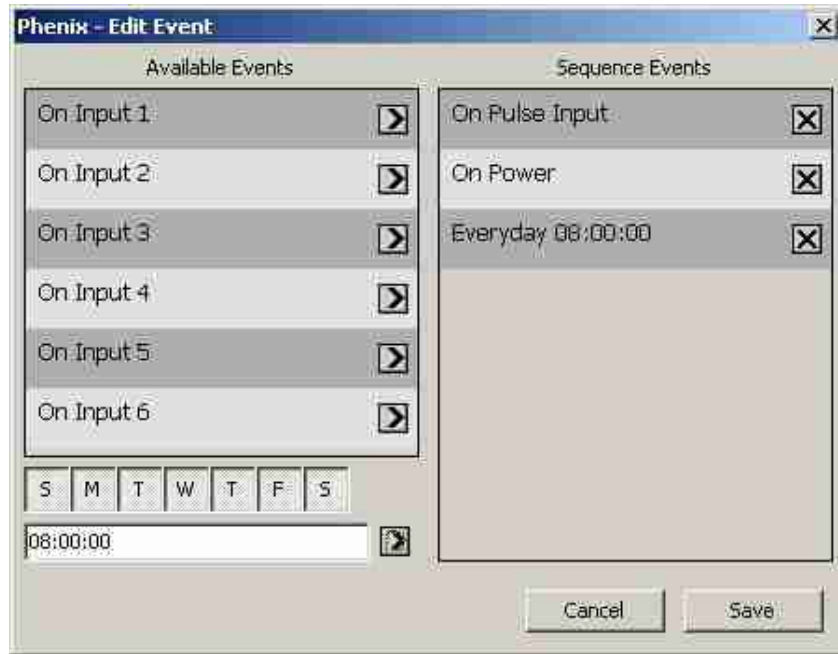 Phenix - Edit Event
Available Events
On Input 1
On Input 2
On Input 3
On Input 4
On Input 5
On Input 6
S M T W T F S
08:00:00
Sequence Events
On Pulse Input
On Power
Everyday 08:00:00
Cancel Save